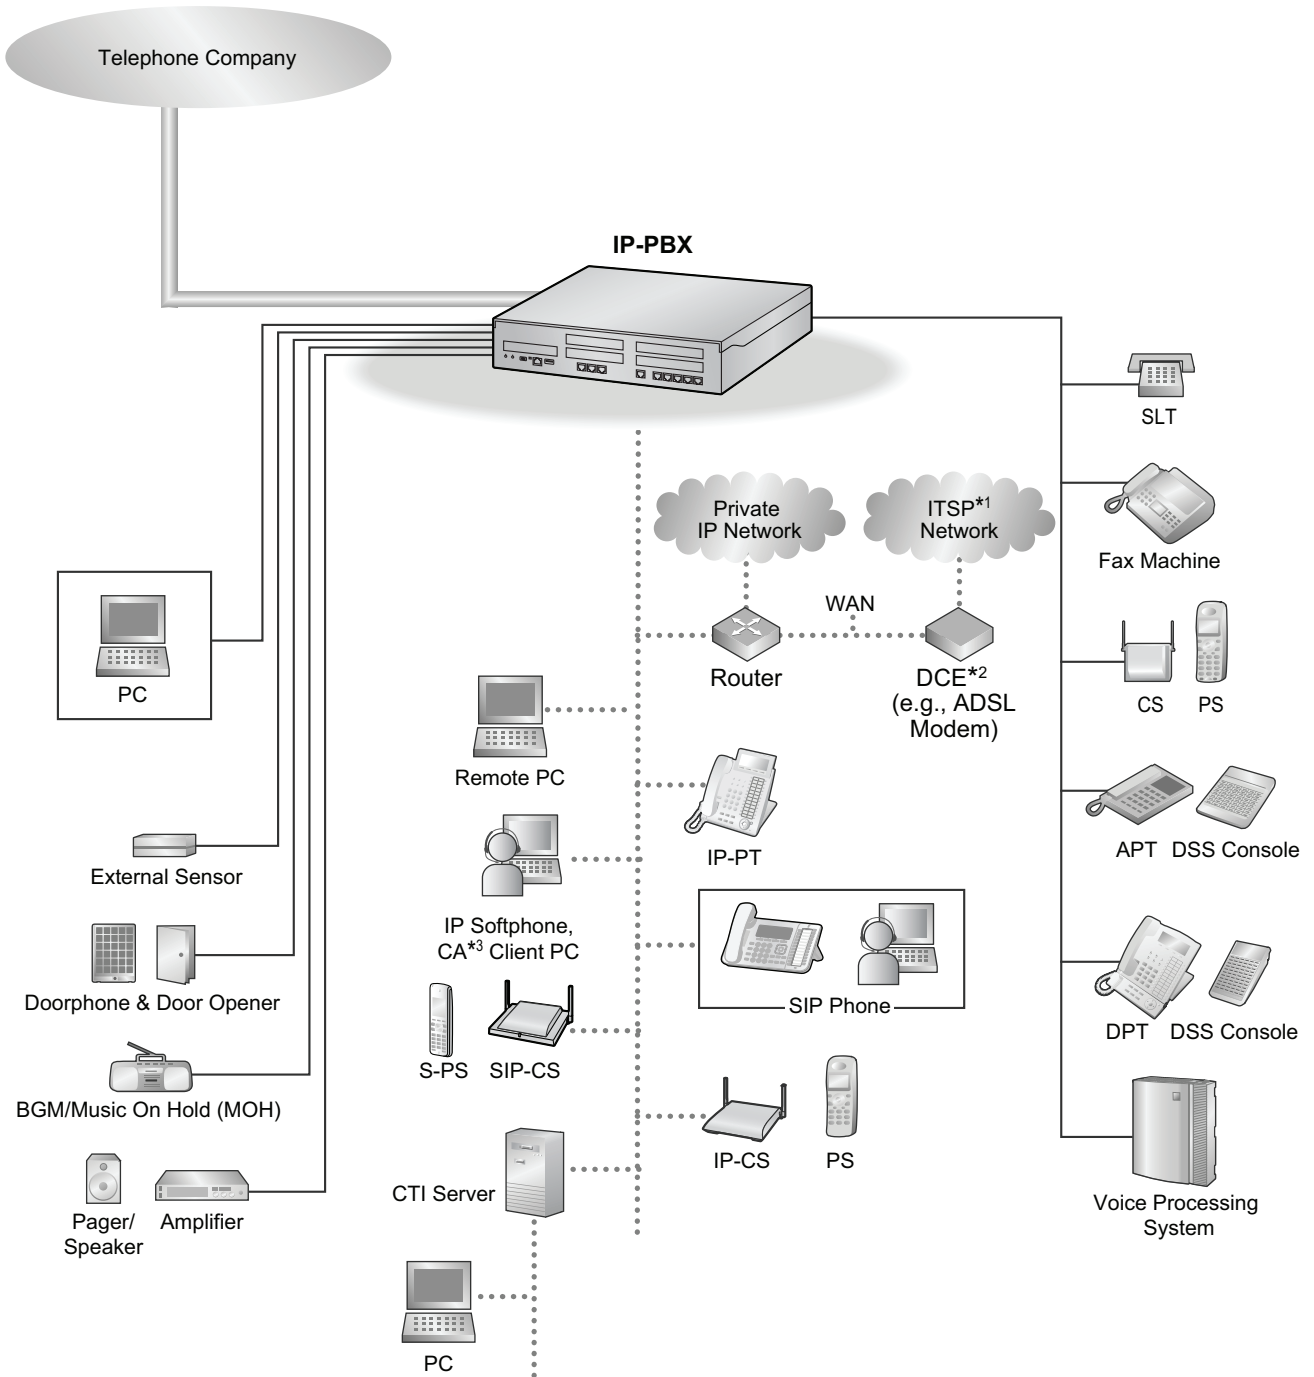 Telephone Company
IP-PBX
SLT
Private
IP Network
ITSP*1
Network
Fax Machine
WAN
PC
Router
DCE*2
(e.g., ADSL
Modem)
CS
PS
Remote PC
IP-PT
APT
DSS Console
External Sensor
IP Softphone,
CA*3 Client PC
SIP Phone
Doorphone & Door Opener
DPT
DSS Console
S-PS
SIP-CS
BGM/Music On Hold (MOH)
IP-CS
PS
CTI Server
Pager/
Speaker
Amplifier
Voice Processing
System
PC